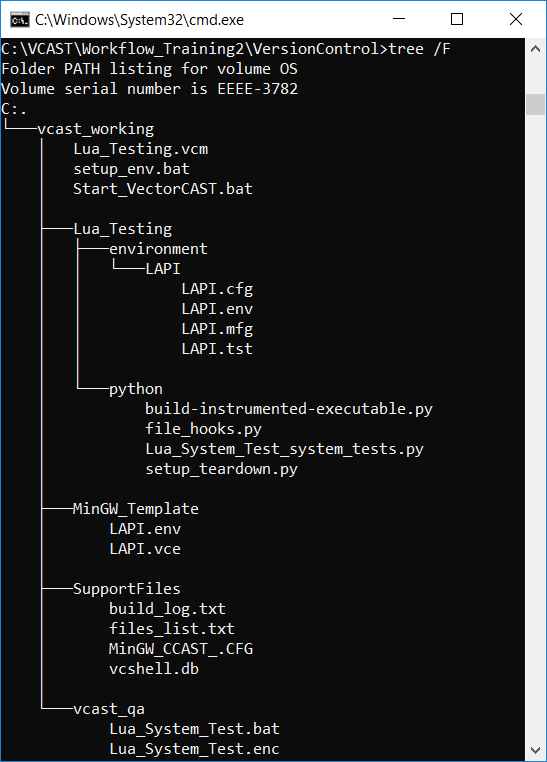 C:\Windows\System32\cmd.exe
C:\VCAST\Workflow_Training2\VersionControl>tree /F
Folder PATH listing for volume OS
Volume serial number is EEEE-3782
C:.
└───vcast_working
    │   Lua_Testing.vcm
    │   setup_env.bat
    │   Start_VectorCAST.bat
    │
    ├───Lua_Testing
    │   ├───environment
    │   │   └───LAPI
    │   │           LAPI.cfg
    │   │           LAPI.env
    │   │           LAPI.mfg
    │   │           LAPI.tst
    │   │
    │   └───python
    │           build-instrumented-executable.py
    │           file_hooks.py
    │           Lua_System_Test_system_tests.py
    │           setup_teardown.py
    │
    ├───MinGW_Template
    │       LAPI.env
    │       LAPI.vce
    │
    ├───SupportFiles
    │       build_log.txt
    │       files_list.txt
    │       MinGW_CCAST_.CFG
    │       vcshell.db
    │
    └───vcast_qa
            Lua_System_Test.bat
            Lua_System_Test.enc